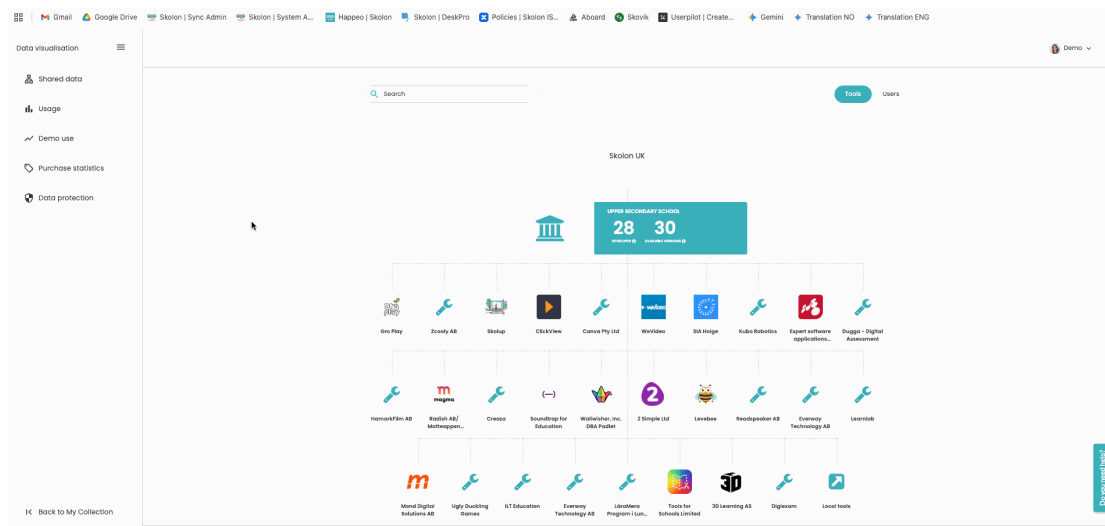 Gmail Google Drive Skolon | Sync Admin Skolon | System A... Happeo | Skolon Skolon | DeskPro Policies | Skolon IS... Aboard Skovik Userpilot | Create... Gemini Translation NO Translation ENG
Data visualisation
Demo
Shared data
Search
Tools
Users
Usage
Demo use
Skolon UK
Purchase statistics
Data protection
UPPER SECONDARY SCHOOL
28 30
DEVELOPER AVAILABLE VERSIONS
Gro Play Zcooly AB Skolup ClickView Canva Pty Ltd WeVideo SIA Holge Kubo Robotics Expert software Dugga - Digital
applications... Assessment
HamarkFilm AB Radish AB/ Creaza Soundtrap for Wallwisher, Inc. 2 Simple Ltd Levebee Readspeaker AB Everway Learnlab
Matteappen... Education DBA Padlet Technology AB
magma
Mond Digital Ugly Duckling ILT Education Everway LäraMera Tools for 3D Learning AS Digiexam Local tools
Solutions AB Games Technology AB Program i Lun... Schools Limited
Back to My Collection
Do you need help?